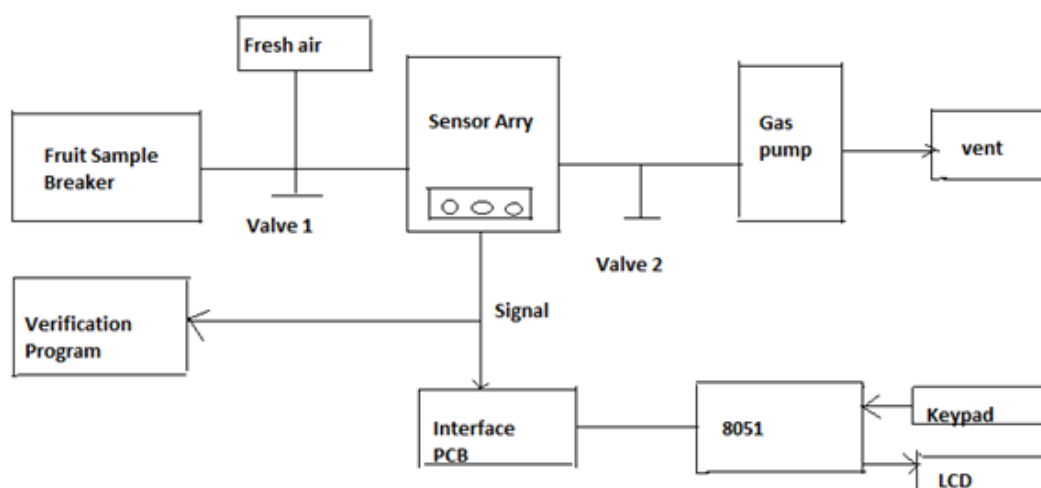 Fresh air
Sensor Arry
Gas
pump
vent
Fruit Sample
Breaker
Valve 1
Valve 2
Verification
Program
Signal
Interface
PCB
8051
Keypad
LCD